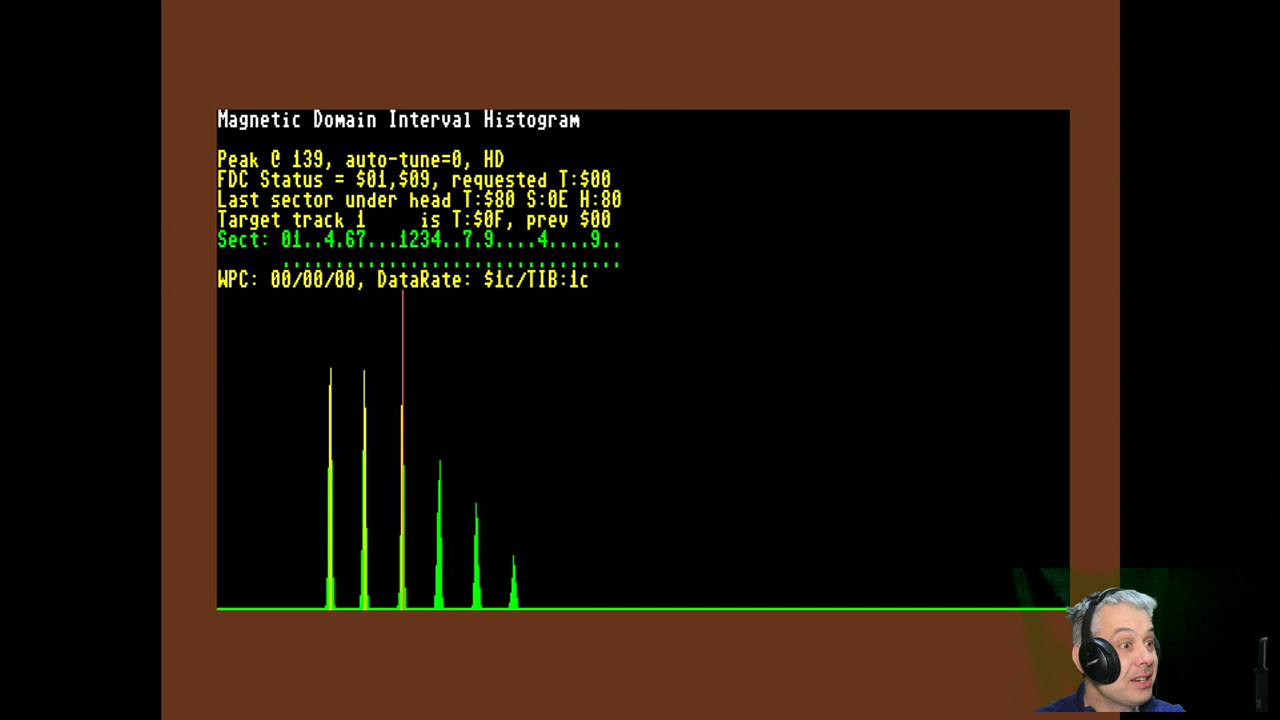 Magnetic Domain Interval Histogram
Peak @ 139, auto-tune=0, HD
FDC Status = $01,$09, requested T:$00
Last sector under head T:$80 S:0E H:80
Target track 1 is T:$0F, prev $00
Sect: 01..4.67...1234..7.9....4....9..
................................
WPC: 00/00/00, DataRate: $1c/TIB:1c